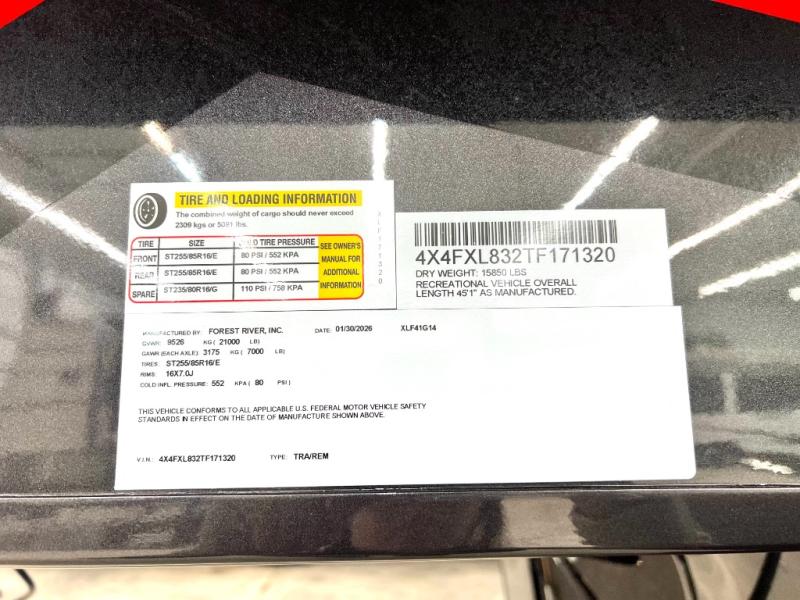 TIRE AND LOADING INFORMATION
The combined weight of cargo should never exceed
2309 kgs or 5091 lbs.
TIRE SIZE COLD TIRE PRESSURE
FRONT ST255/85R16/E 80 PSI / 552 KPA
REAR ST255/85R16/E 80 PSI / 552 KPA
SPARE ST235/80R16/G 110 PSI / 758 KPA
SEE OWNER'S
MANUAL FOR
ADDITIONAL
INFORMATION
XLF171320
4X4FXL832TF171320
DRY WEIGHT: 15850 LBS
RECREATIONAL VEHICLE OVERALL
LENGTH 45'1" AS MANUFACTURED.
MANUFACTURED BY: FOREST RIVER, INC. DATE: 01/30/2026 XLF41G14
GVWR: 9526 KG ( 21000 LB)
GAWR (EACH AXLE): 3175 KG ( 7000 LB)
TIRES: ST255/85R16/E
RIMS: 16X7.0J
COLD INFL. PRESSURE: 552 KPA ( 80 PSI )
THIS VEHICLE CONFORMS TO ALL APPLICABLE U.S. FEDERAL MOTOR VEHICLE SAFETY
STANDARDS IN EFFECT ON THE DATE OF MANUFACTURE SHOWN ABOVE.
V.I.N.: 4X4FXL832TF171320 TYPE: TRA/REM